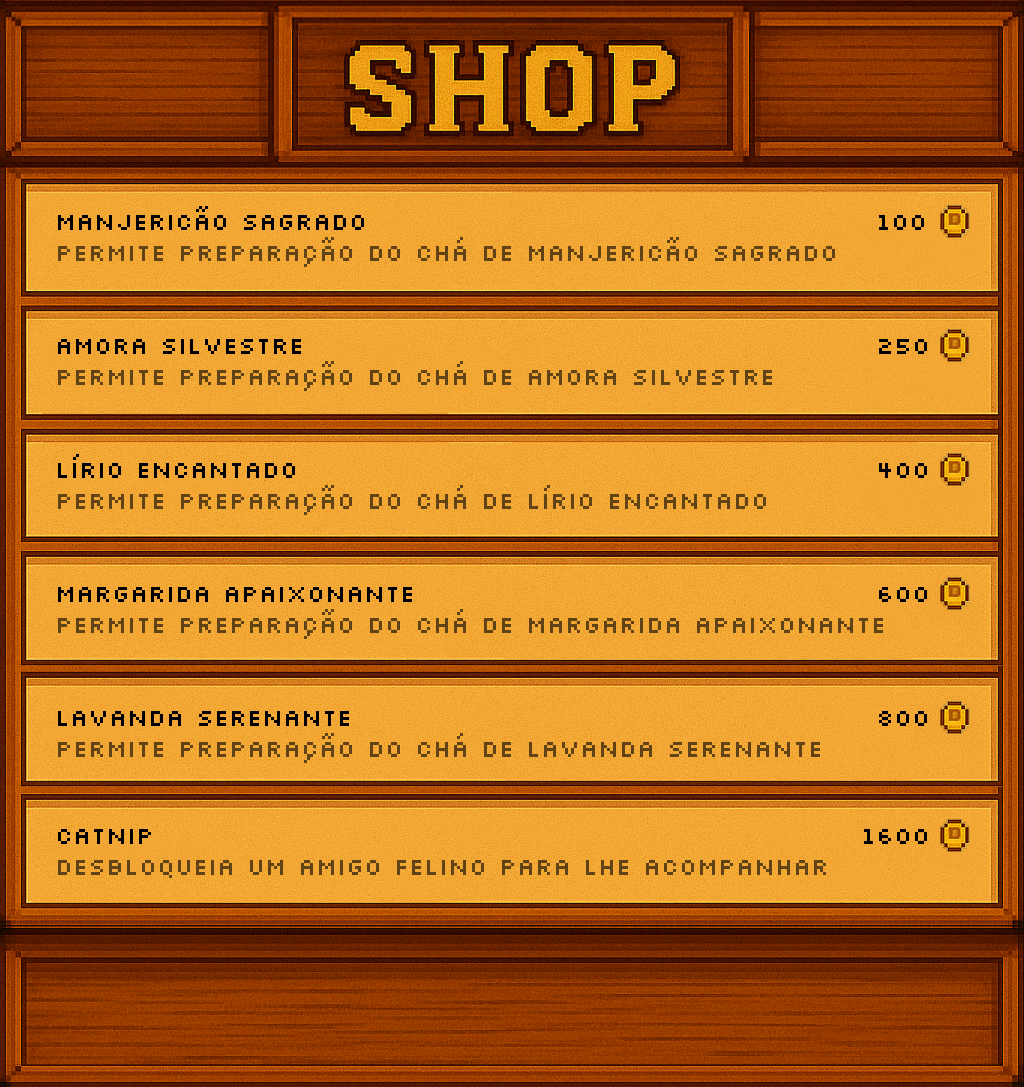 SHOP
MANJERICÃO SAGRADO 100
PERMITE PREPARAÇÃO DO CHÁ DE MANJERICÃO SAGRADO
AMORA SILVESTRE 250
PERMITE PREPARAÇÃO DO CHÁ DE AMORA SILVESTRE
LÍRIO ENCANTADO 400
PERMITE PREPARAÇÃO DO CHÁ DE LÍRIO ENCANTADO
MARGARIDA APAIXONANTE 600
PERMITE PREPARAÇÃO DO CHÁ DE MARGARIDA APAIXONANTE
LAVANDA SERENANTE 800
PERMITE PREPARAÇÃO DO CHÁ DE LAVANDA SERENANTE
CATNIP 1600
DESBLOQUEIA UM AMIGO FELINO PARA LHE ACOMPANHAR